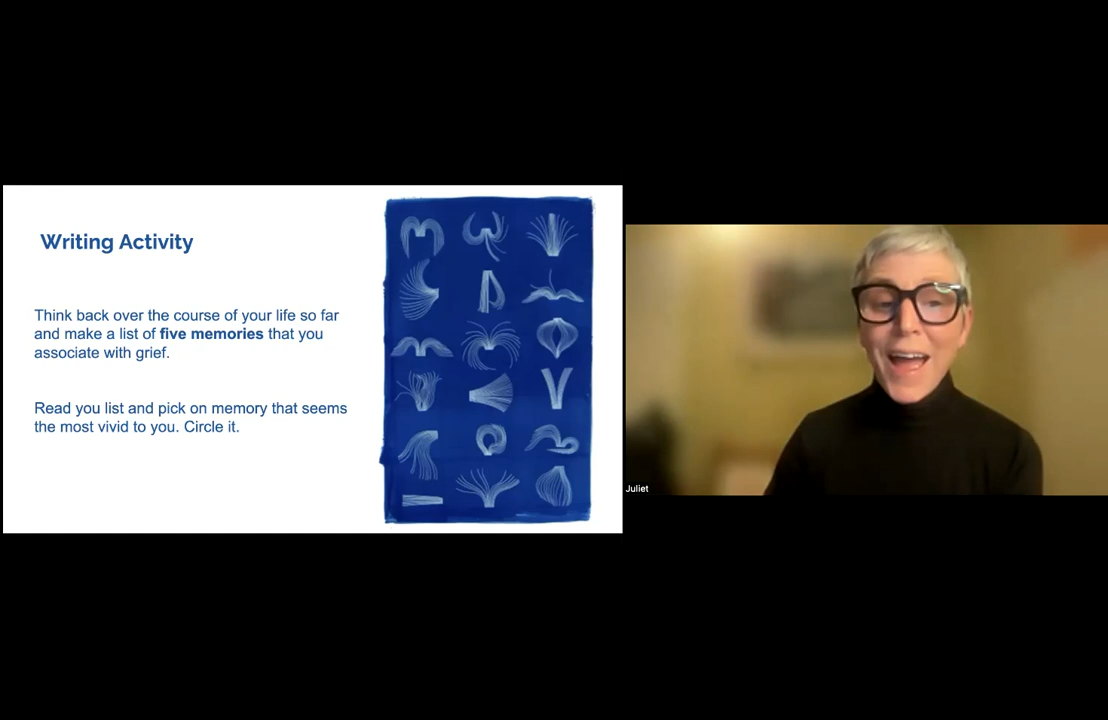 Writing Activity
Think back over the course of your life so far
and make a list of five memories that you
associate with grief.
Read you list and pick on memory that seems
the most vivid to you. Circle it.
Juliet